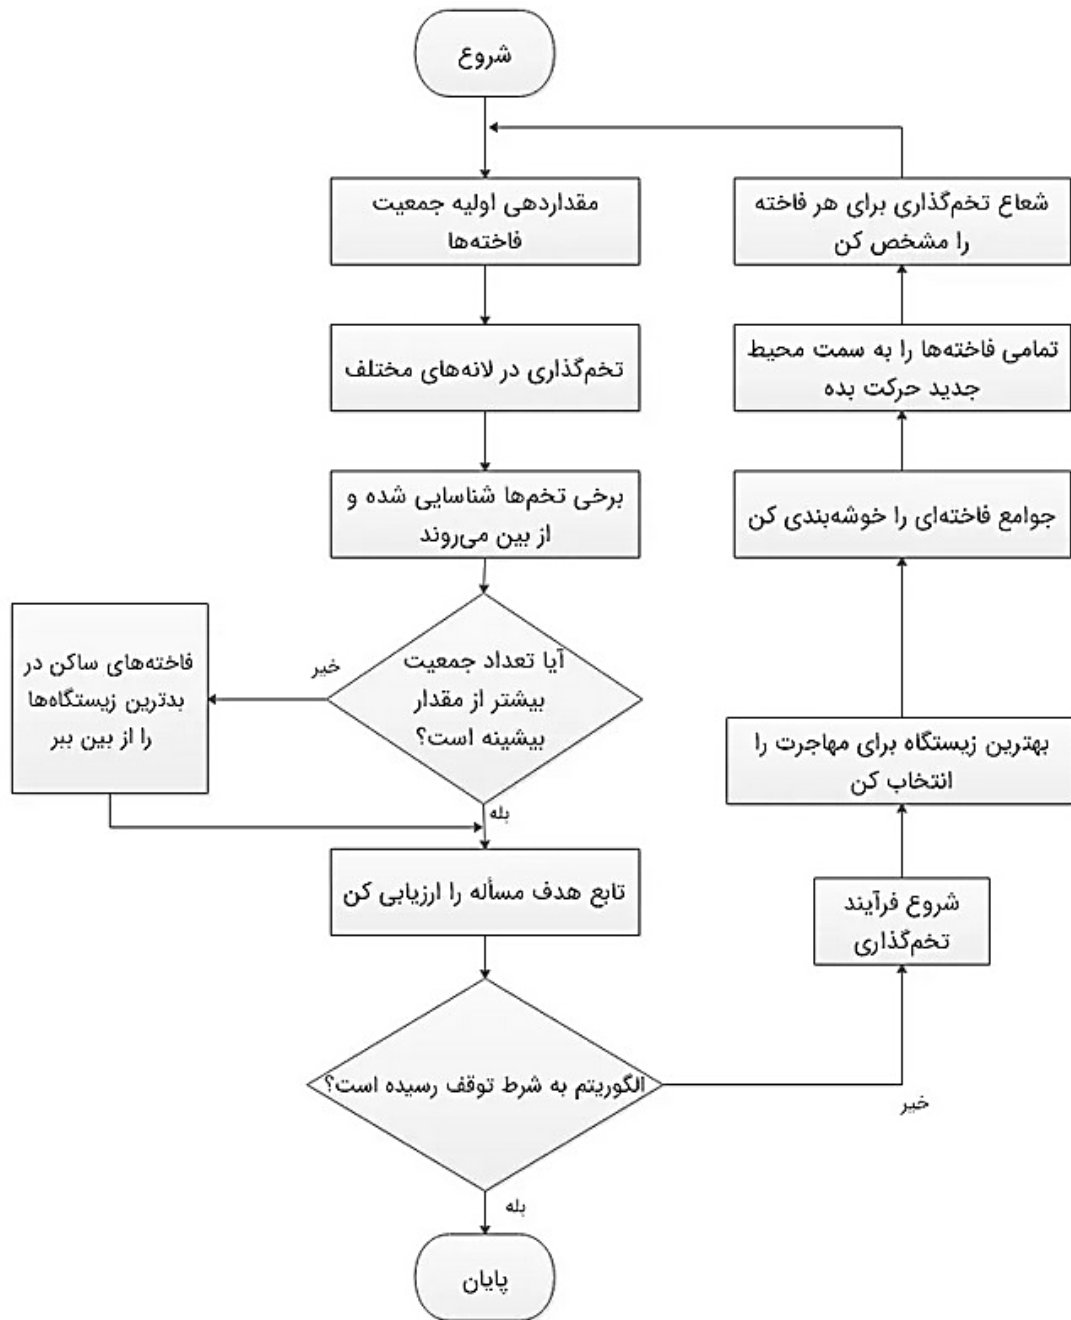 شروع
مقداردهی اولیه جمعیت
فاخته‌ها
تخم‌گذاری در لانه‌های مختلف
برخی تخم‌ها شناسایی شده و
از بین می‌روند
آیا تعداد جمعیت
بیشتر از مقدار
بیشینه است؟
خیر
فاخته‌های ساکن در
بدترین زیستگاه‌ها
را از بین ببر
بله
تابع هدف مسأله را ارزیابی کن
الگوریتم به شرط توقف رسیده است؟
خیر
شروع فرآیند
تخم‌گذاری
بهترین زیستگاه برای مهاجرت را
انتخاب کن
جوامع فاخته‌ای را خوشه‌بندی کن
تمامی فاخته‌ها را به سمت محیط
جدید حرکت بده
شعاع تخم‌گذاری برای هر فاخته
را مشخص کن
بله
پایان